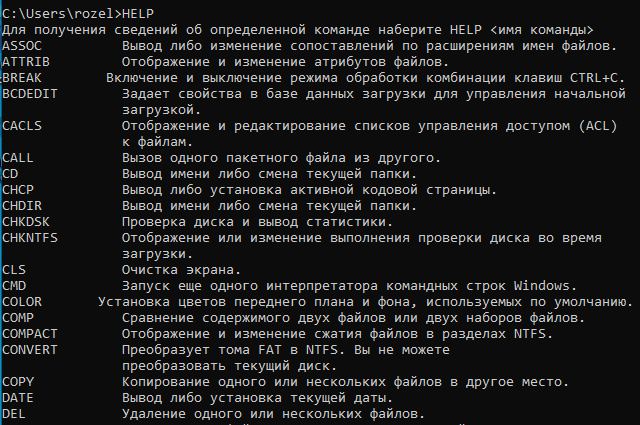 C:\Users\rozel>HELP
Для получения сведений об определенной команде наберите HELP <имя команды>
ASSOC Вывод либо изменение сопоставлений по расширениям имен файлов.
ATTRIB Отображение и изменение атрибутов файлов.
BREAK Включение и выключение режима обработки комбинации клавиш CTRL+C.
BCDEDIT Задает свойства в базе данных загрузки для управления начальной
загрузкой.
CACLS Отображение и редактирование списков управления доступом (ACL)
к файлам.
CALL Вызов одного пакетного файла из другого.
CD Вывод имени либо смена текущей папки.
CHCP Вывод либо установка активной кодовой страницы.
CHDIR Вывод имени либо смена текущей папки.
CHKDSK Проверка диска и вывод статистики.
CHKNTFS Отображение или изменение выполнения проверки диска во время
загрузки.
CLS Очистка экрана.
CMD Запуск еще одного интерпретатора командных строк Windows.
COLOR Установка цветов переднего плана и фона, используемых по умолчанию.
COMP Сравнение содержимого двух файлов или двух наборов файлов.
COMPACT Отображение и изменение сжатия файлов в разделах NTFS.
CONVERT Преобразует тома FAT в NTFS. Вы не можете
преобразовать текущий диск.
COPY Копирование одного или нескольких файлов в другое место.
DATE Вывод либо установка текущей даты.
DEL Удаление одного или нескольких файлов.